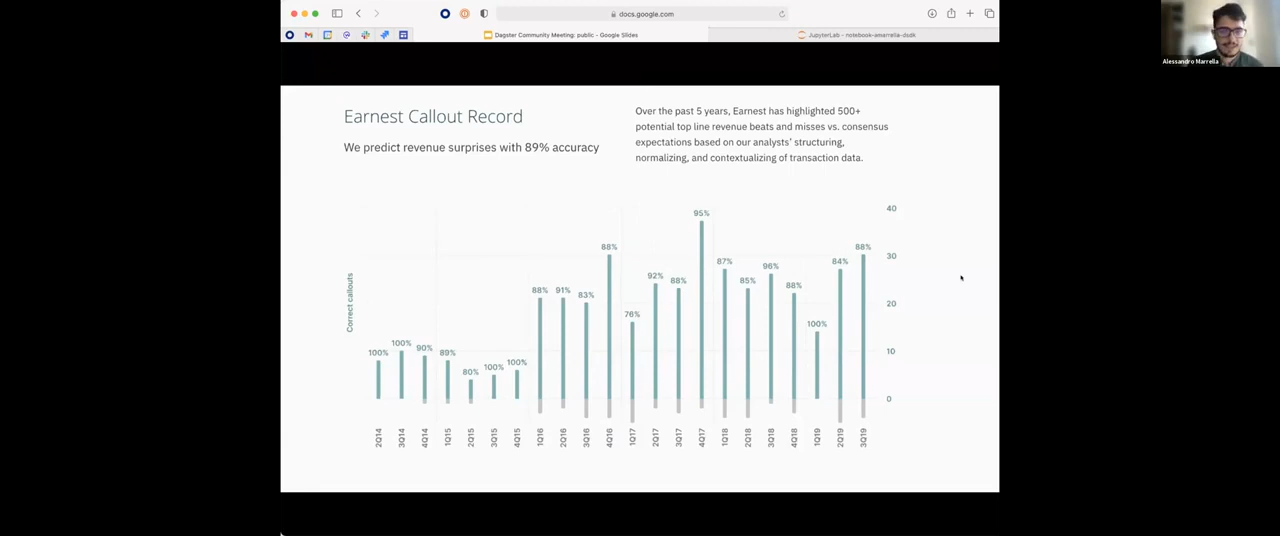 docs.google.com
Dagster Community Meeting: public - Google Slides
JupyterLab - notebook-amarrella-dsdk
Alessandro Marrella
Earnest Callout Record
We predict revenue surprises with 89% accuracy
Over the past 5 years, Earnest has highlighted 500+
potential top line revenue beats and misses vs. consensus
expectations based on our analysts' structuring,
normalizing, and contextualizing of transaction data.
Correct callouts
100% 100% 90% 89% 80% 100% 100% 88% 91% 83% 88% 76% 92% 88% 95% 87% 85% 96% 88% 100% 84% 88%
40
30
20
10
0
2Q14 3Q14 4Q14 1Q15 2Q15 3Q15 4Q15 1Q16 2Q16 3Q16 4Q16 1Q17 2Q17 3Q17 4Q17 1Q18 2Q18 3Q18 4Q18 1Q19 2Q19 3Q19